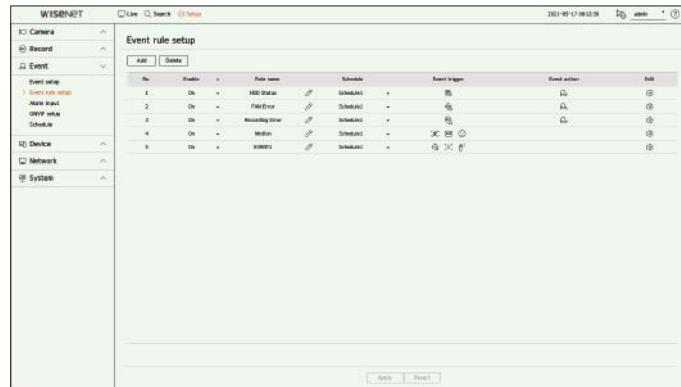 WISENET
Live Search Setup 2021-05-17 08:12:38 admin
Camera
Record
Event
Event setup
Event rule setup
Alarm input
ONVIF setup
Schedule
Device
Network
System
Event rule setup
Add Delete
No Enable Rule name Schedule Event trigger Event action Edit
1 On HDD Status Schedule1
2 On FAN Error Schedule1
3 On Recording Error Schedule1
4 On Motion Schedule1
5 On EVENT1 Schedule1
Apply Revert